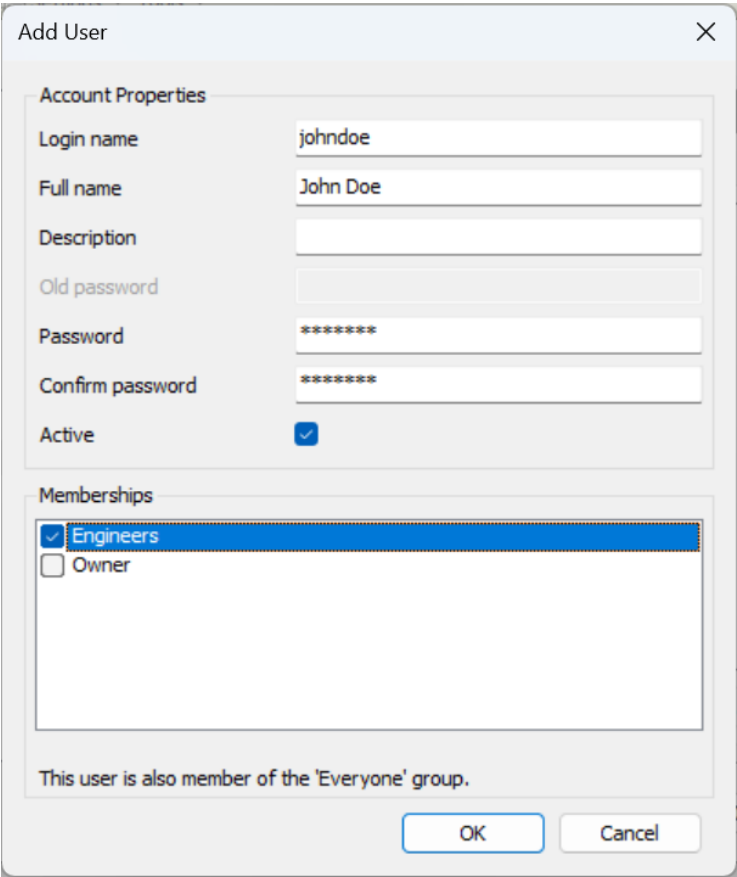 Add User
Account Properties
Login name johndoe
Full name John Doe
Description
Old password
Password *******
Confirm password *******
Active
Memberships
Engineers
Owner
This user is also member of the 'Everyone' group.
OK Cancel